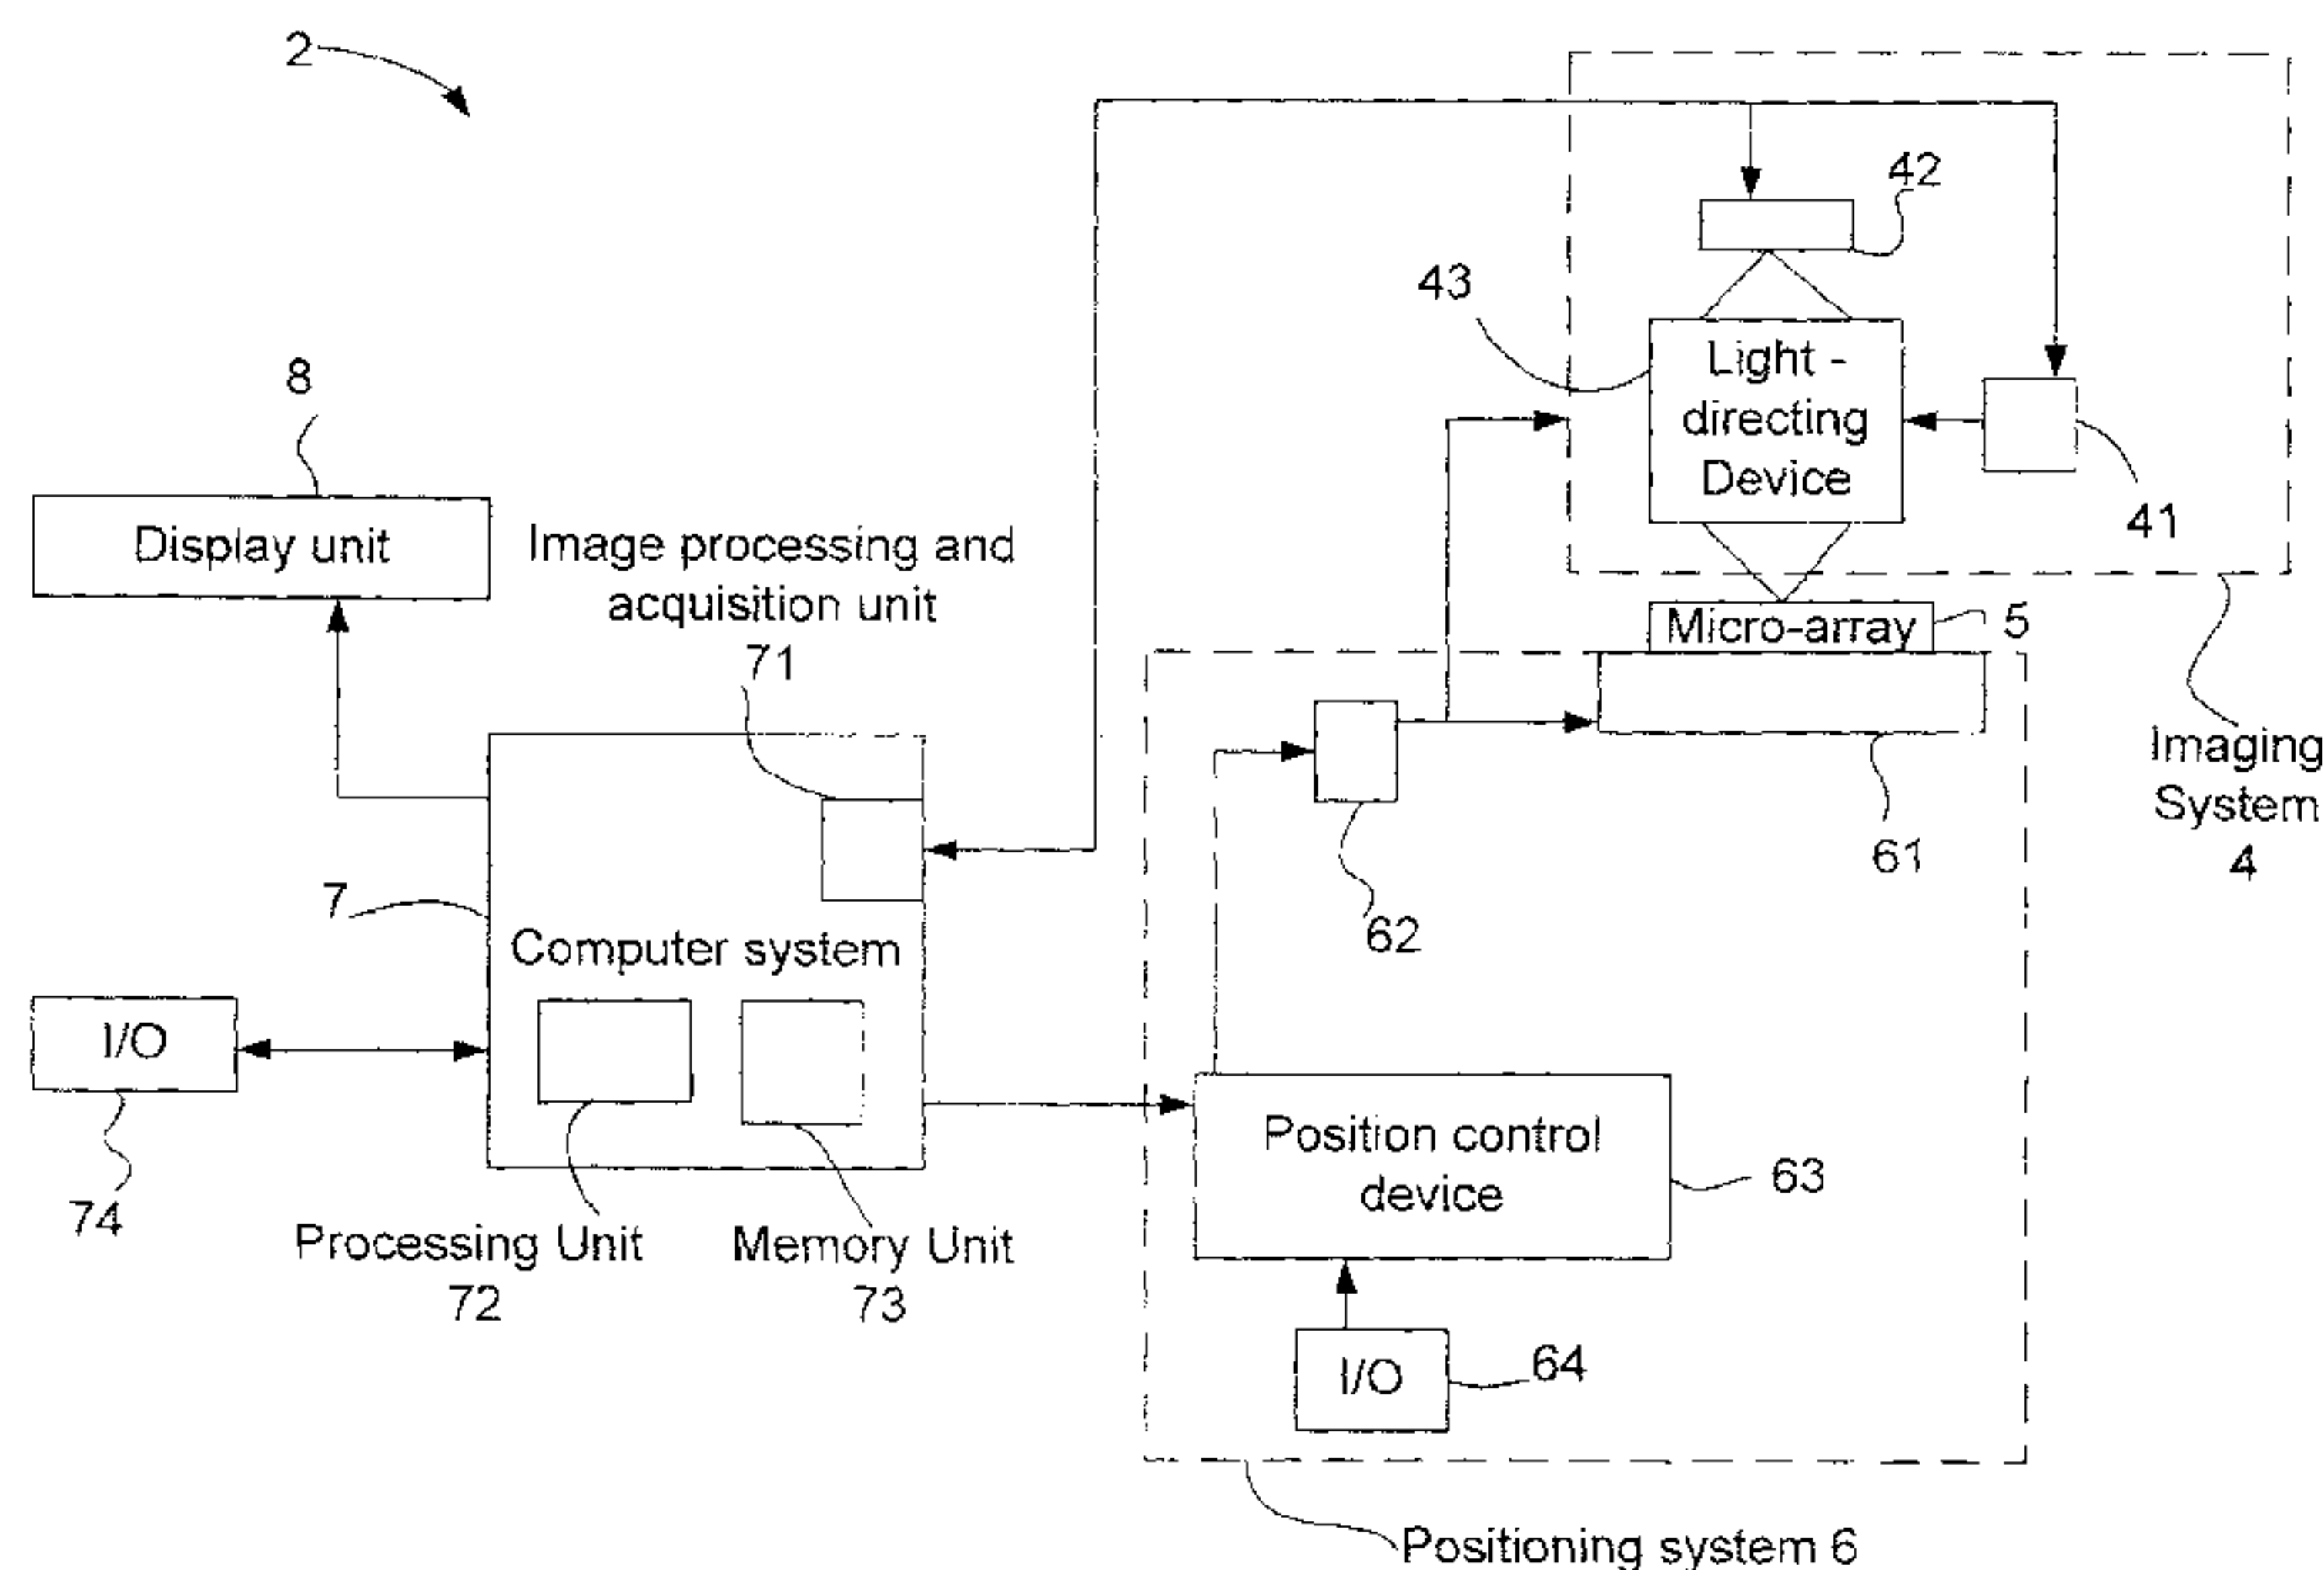 2
42
43
Light -
directing
Device
41
8
Display unit
Image processing and
acquisition unit
71
Micro-array
5
Imaging
System
4
61
62
7
Computer system
I/O
74
Processing Unit
72
Memory Unit
73
Position control
device
63
I/O
64
Positioning system 6